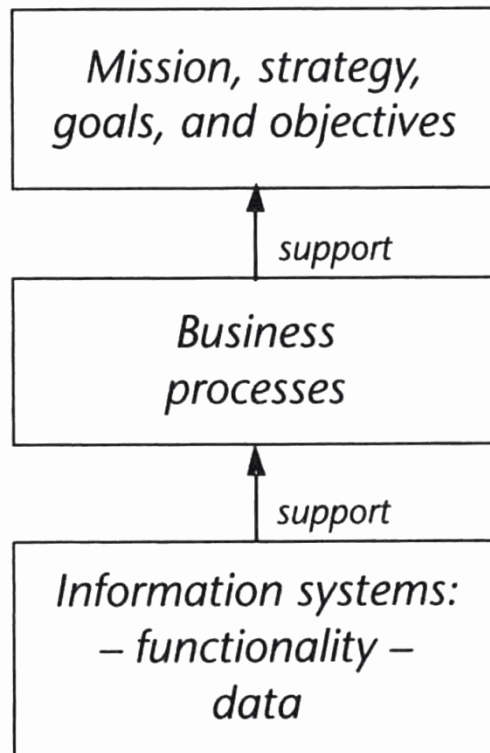 Mission, strategy,
goals, and objectives
support
Business
processes
support
Information systems:
– functionality –
data